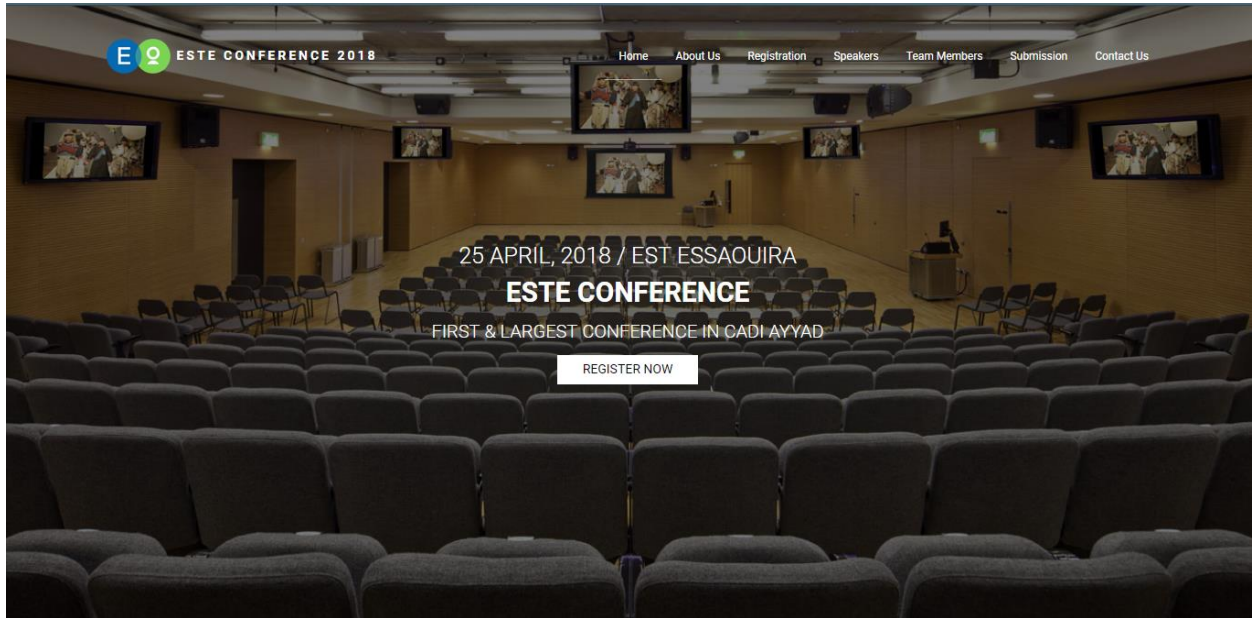 EO ESTE CONFERENCE 2018
Home About Us Registration Speakers Team Members Submission Contact Us
25 APRIL, 2018 / EST ESSAOUIRA
ESTE CONFERENCE
FIRST & LARGEST CONFERENCE IN CADI AYYAD
REGISTER NOW